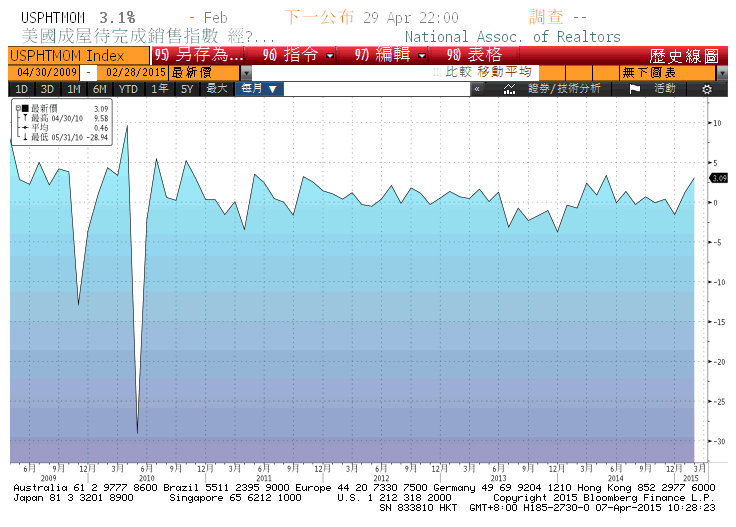 USPHTMOM 3.1% - Feb 下一公布 29 Apr 22:00 調查 --
美國成屋待完成銷售指數 經?... National Assoc. of Realtors
USPHTMOM Index 95) 另存為... 96) 指令 97) 編輯 98) 表格 歷史線圖
04/30/2009 - 02/28/2015 最新價 比較 移動平均 無下圖表
1D 3D 1M 6M YTD 1年 5Y 最大 每月 ▼ « 證券/技術分析 活動
最新價 3.09
最高 04/30/10 9.58
平均 0.46
最低 05/31/10 -28.94
10
5
3.09
0
-5
-10
-15
-20
-25
-30
6月 9月 12月 3月 6月 9月 12月 3月 6月 9月 12月 3月 6月 9月 12月 3月 6月 9月 12月 3月 6月 9月 12月 3月
2009 2010 2011 2012 2013 2014 2015
Australia 61 2 9777 8600 Brazil 5511 2395 9000 Europe 44 20 7330 7500 Germany 49 69 9204 1210 Hong Kong 852 2977 6000
Japan 81 3 3201 8900 Singapore 65 6212 1000 U.S. 1 212 318 2000 Copyright 2015 Bloomberg Finance L.P.
SN 833810 HKT GMT+8:00 H185-2730-0 07-Apr-2015 10:28:23